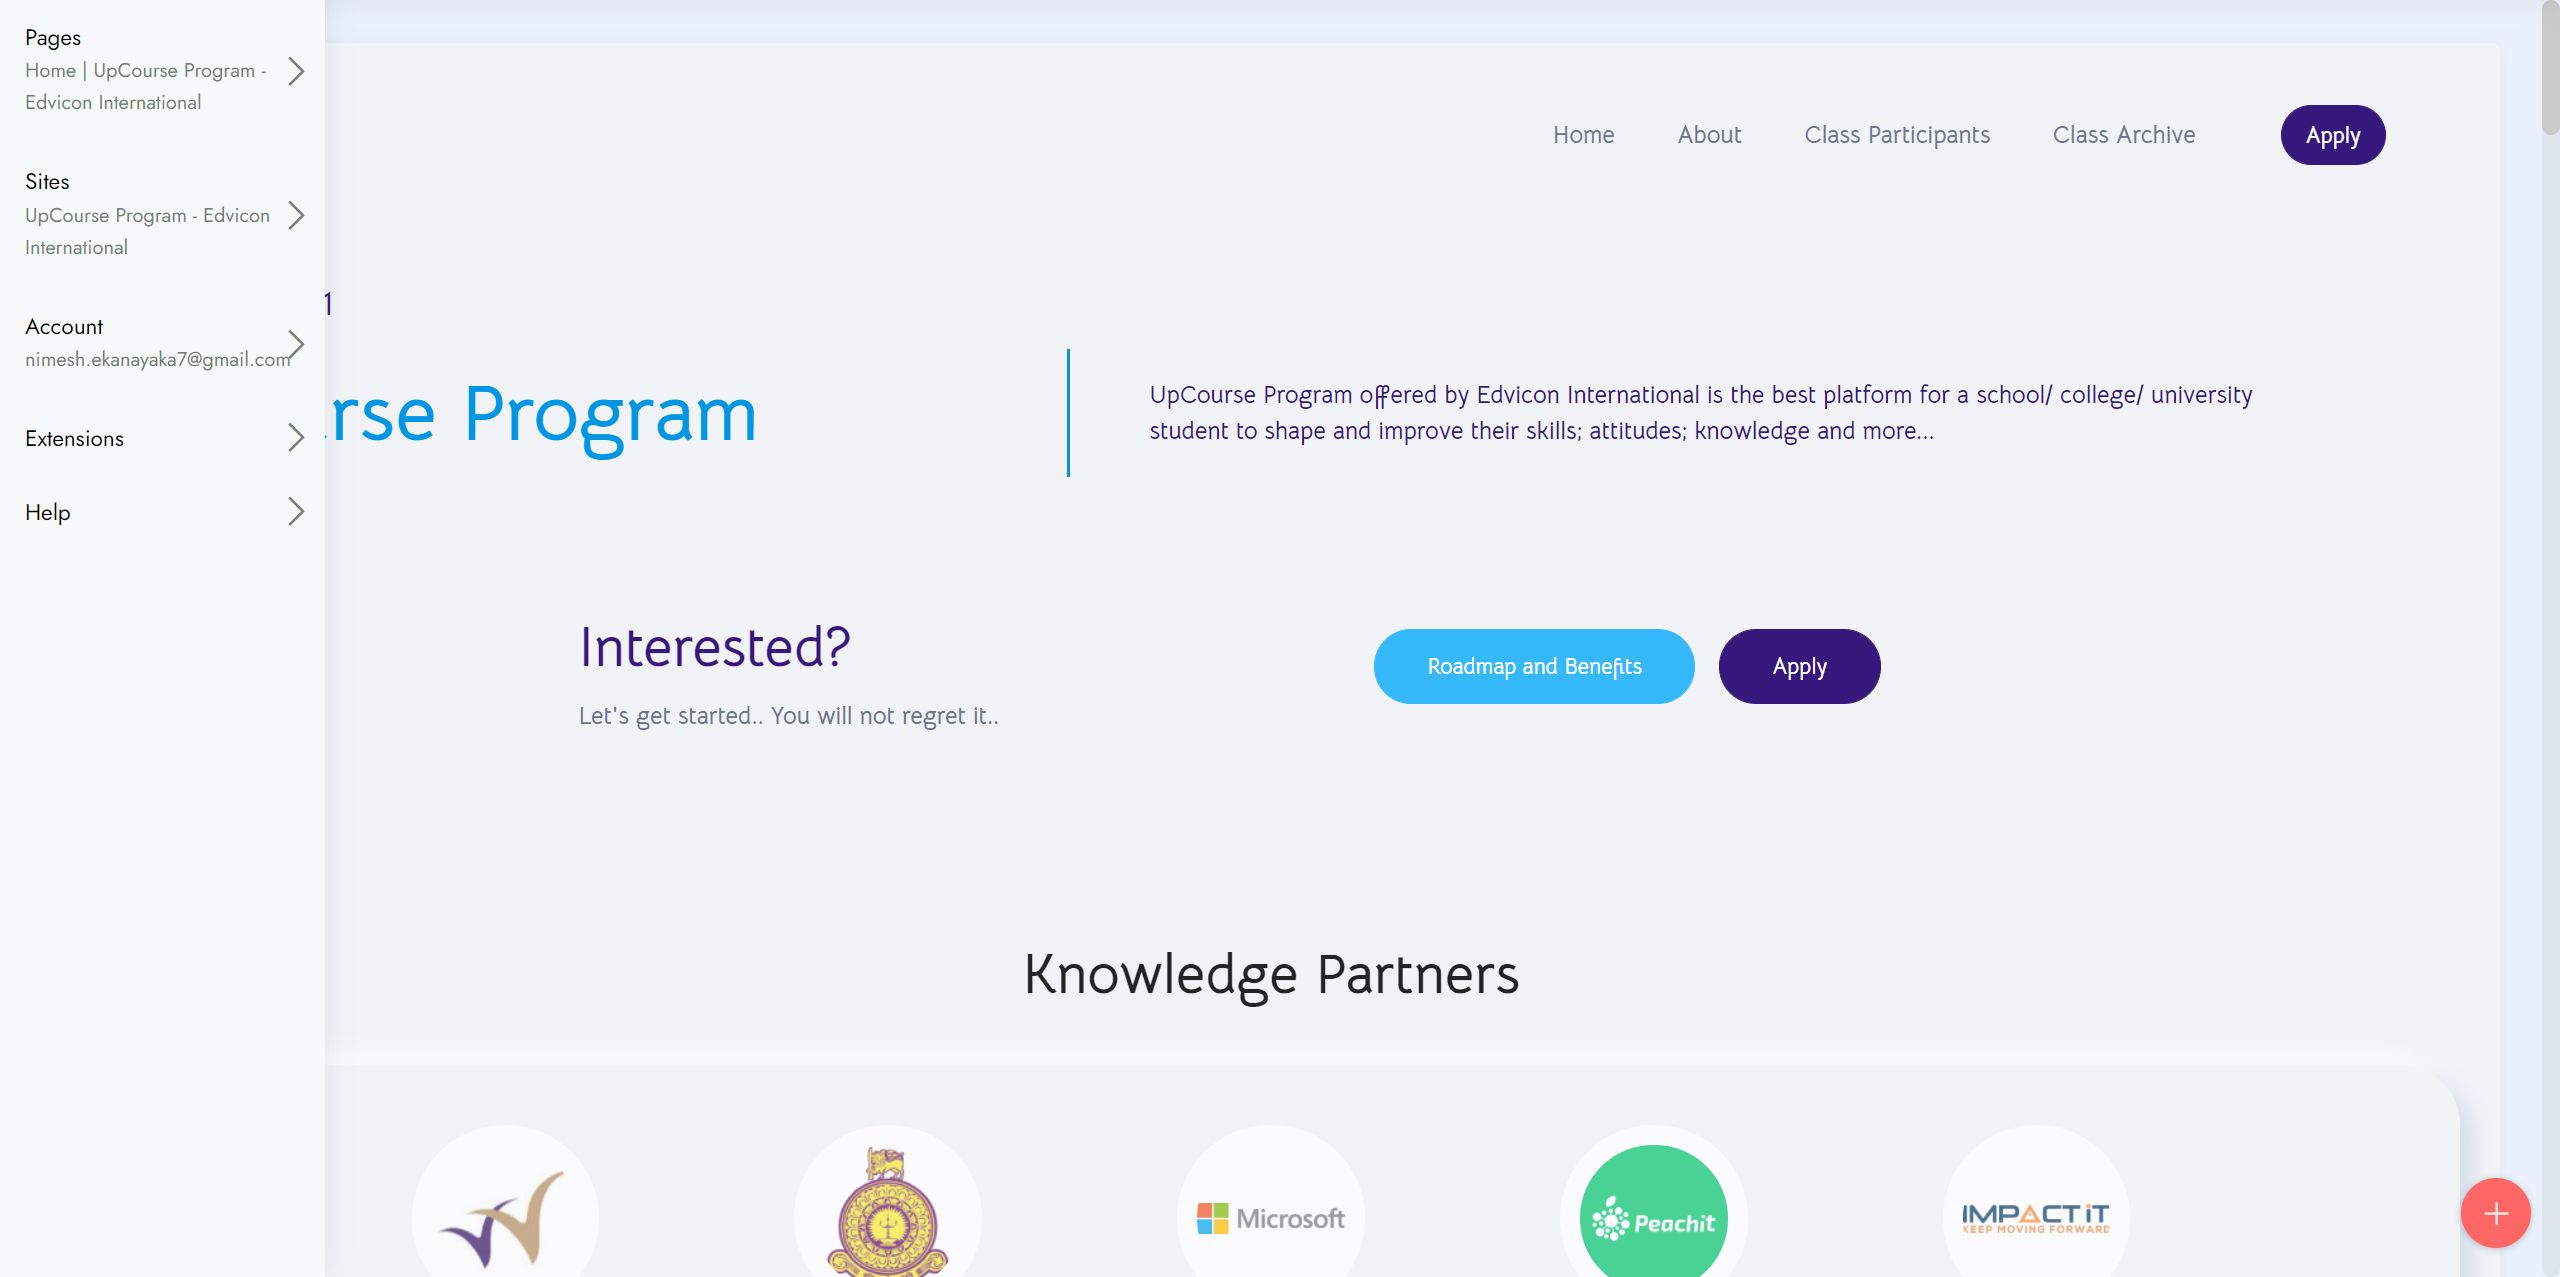 Pages
Home | UpCourse Program -
Edvicon International
Sites
UpCourse Program - Edvicon
International
Account
nimesh.ekanayaka7@gmail.com
Extensions
Help
Home About Class Participants Class Archive Apply
1
rse Program
UpCourse Program offered by Edvicon International is the best platform for a school/ college/ university
student to shape and improve their skills; attitudes; knowledge and more...
Interested?
Let's get started.. You will not regret it..
Roadmap and Benefits Apply
Knowledge Partners
Microsoft
Peachit
IMPACT iT
KEEP MOVING FORWARD